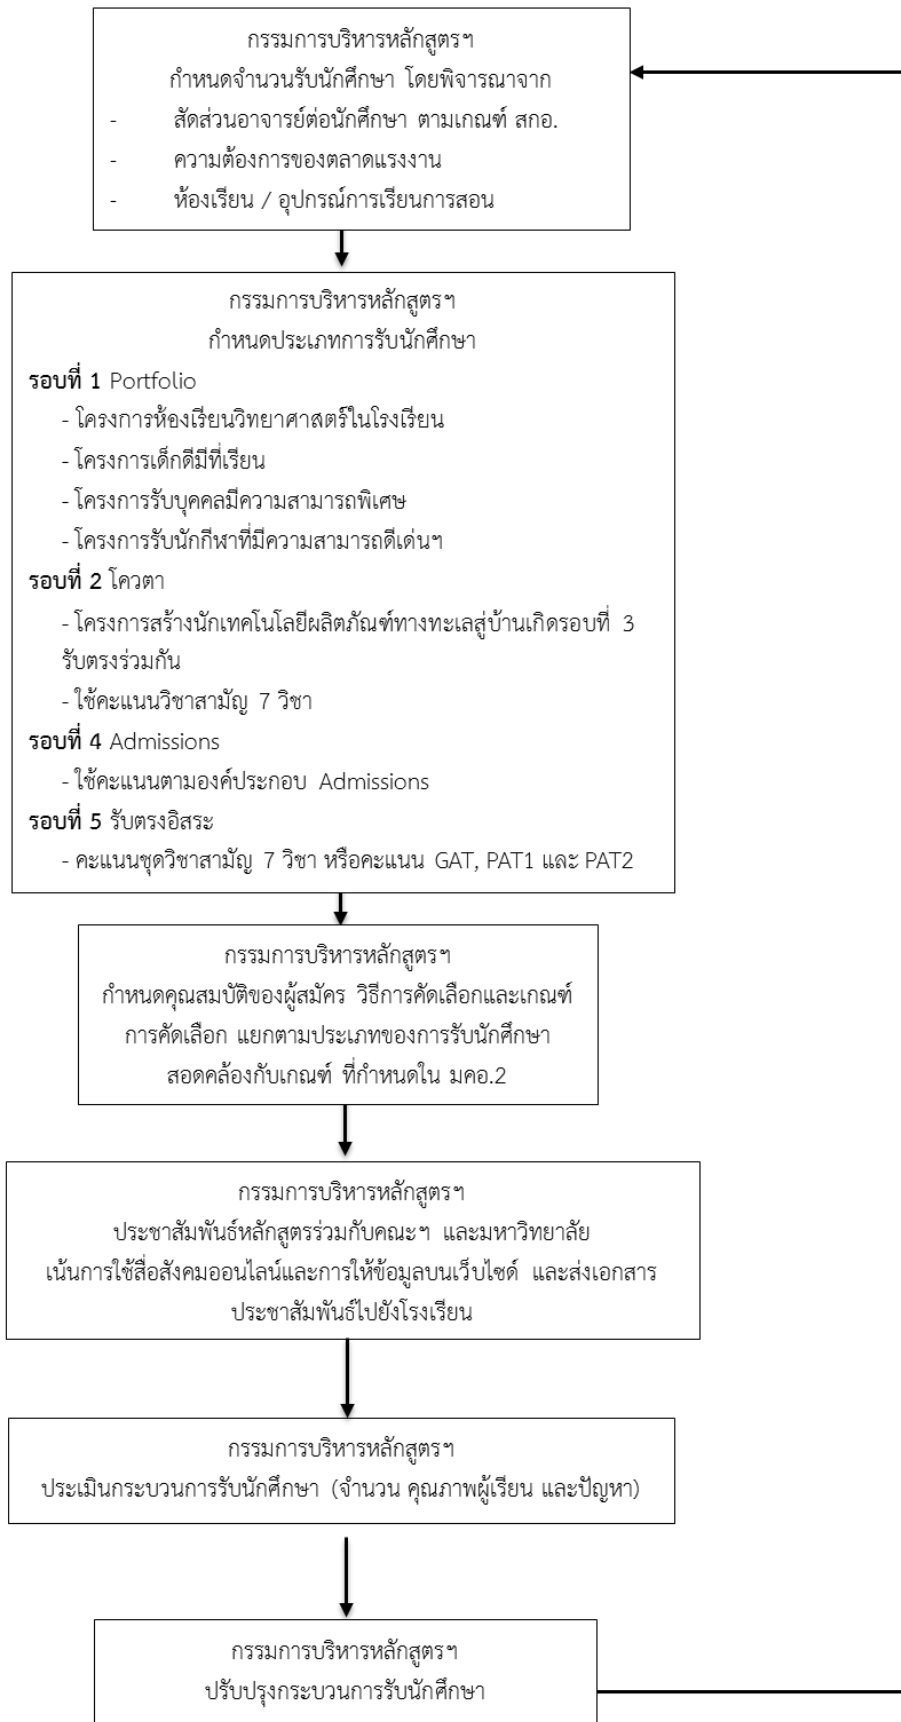 กรรมการบริหารหลักสูตรฯ
กำหนดจำนวนรับนักศึกษา โดยพิจารณาจาก
- สัดส่วนอาจารย์ต่อนักศึกษา ตามเกณฑ์ สกอ.
- ความต้องการของตลาดแรงงาน
- ห้องเรียน / อุปกรณ์การเรียนการสอน
กรรมการบริหารหลักสูตรฯ
กำหนดประเภทการรับนักศึกษา
รอบที่ 1 Portfolio
- โครงการห้องเรียนวิทยาศาสตร์ในโรงเรียน
- โครงการเด็กดีมีที่เรียน
- โครงการรับบุคคลมีความสามารถพิเศษ
- โครงการรับนักกีฬาที่มีความสามารถดีเด่นฯ
รอบที่ 2 โควตา
- โครงการสร้างนักเทคโนโลยีผลิตภัณฑ์ทางทะเลสู่บ้านเกิดรอบที่ 3
รับตรงร่วมกัน
- ใช้คะแนนวิชาสามัญ 7 วิชา
รอบที่ 4 Admissions
- ใช้คะแนนตามองค์ประกอบ Admissions
รอบที่ 5 รับตรงอิสระ
- คะแนนชุดวิชาสามัญ 7 วิชา หรือคะแนน GAT, PAT1 และ PAT2
กรรมการบริหารหลักสูตรฯ
กำหนดคุณสมบัติของผู้สมัคร วิธีการคัดเลือกและเกณฑ์
การคัดเลือก แยกตามประเภทของการรับนักศึกษา
สอดคล้องกับเกณฑ์ ที่กำหนดใน มคอ.2
กรรมการบริหารหลักสูตรฯ
ประชาสัมพันธ์หลักสูตรร่วมกับคณะฯ และมหาวิทยาลัย
เน้นการใช้สื่อสังคมออนไลน์และการให้ข้อมูลบนเว็บไซด์ และส่งเอกสาร
ประชาสัมพันธ์ไปยังโรงเรียน
กรรมการบริหารหลักสูตรฯ
ประเมินกระบวนการรับนักศึกษา (จำนวน คุณภาพผู้เรียน และปัญหา)
กรรมการบริหารหลักสูตรฯ
ปรับปรุงกระบวนการรับนักศึกษา